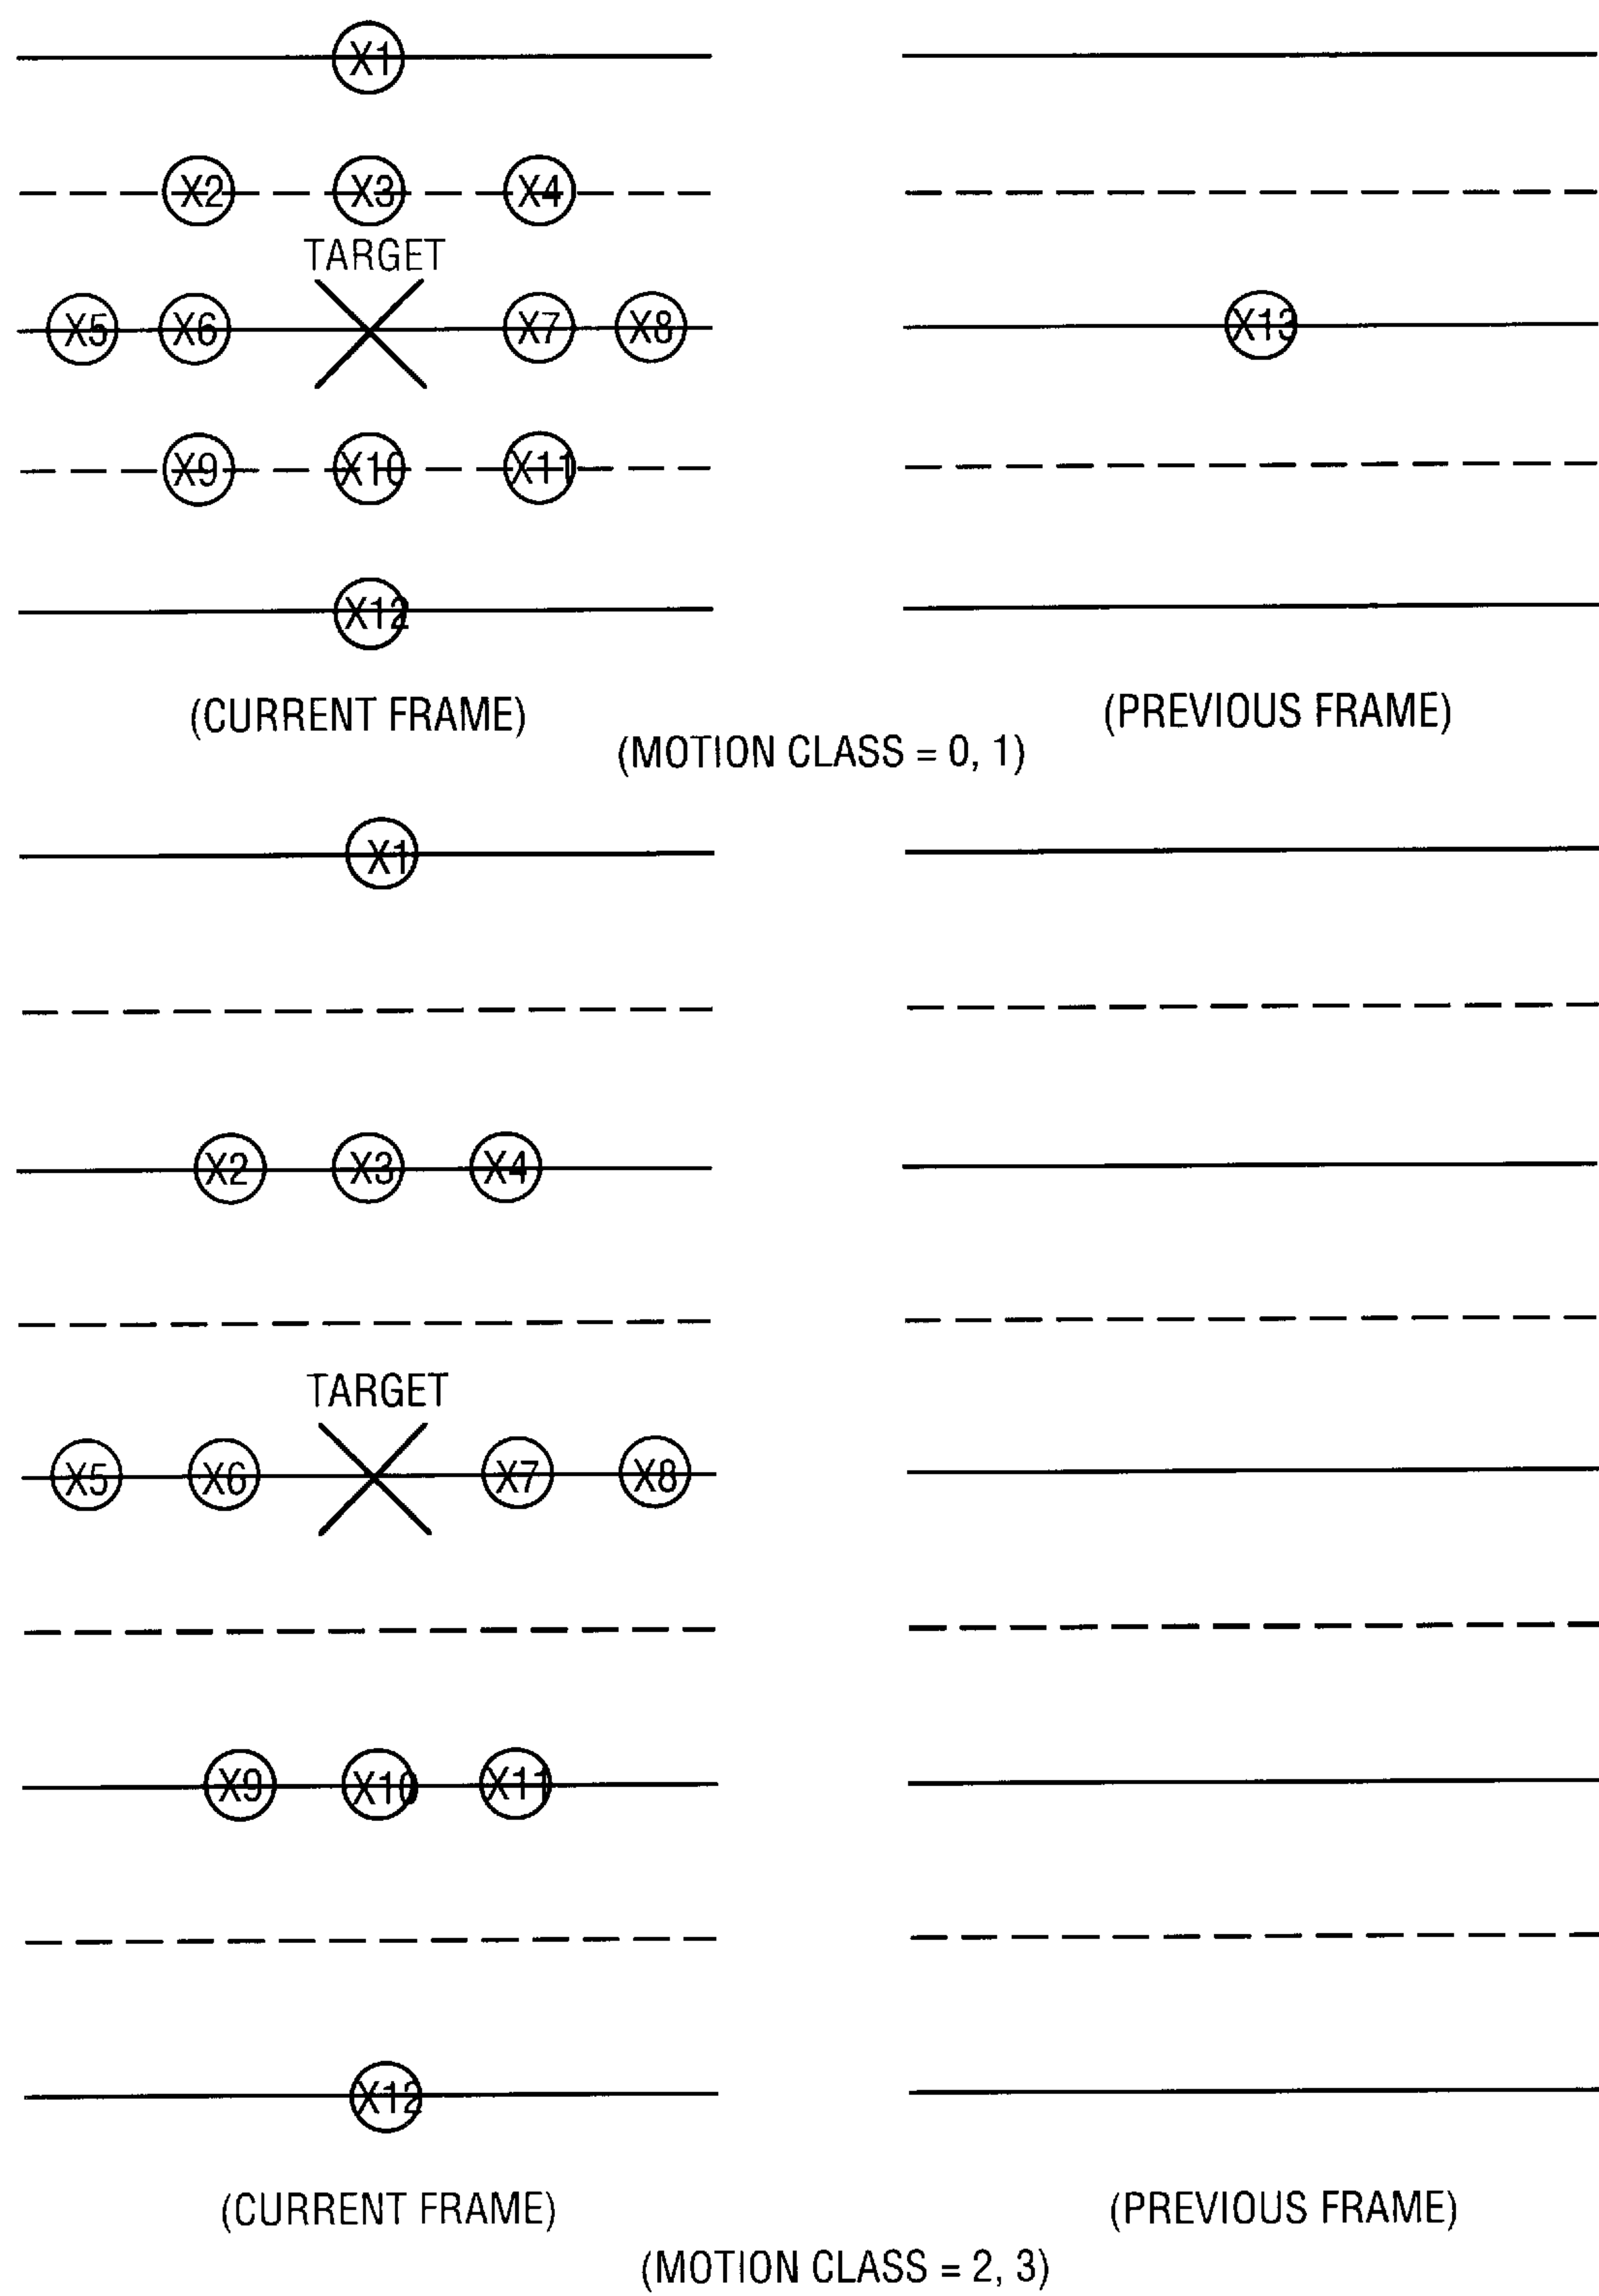 X1
X2 X3 X4
TARGET
X5 X6 X7 X8 X13
X9 X10 X11
X12
(CURRENT FRAME) (PREVIOUS FRAME)
(MOTION CLASS = 0, 1)
X1
X2 X3 X4
TARGET
X5 X6 X7 X8
X9 X10 X11
X12
(CURRENT FRAME) (PREVIOUS FRAME)
(MOTION CLASS = 2, 3)